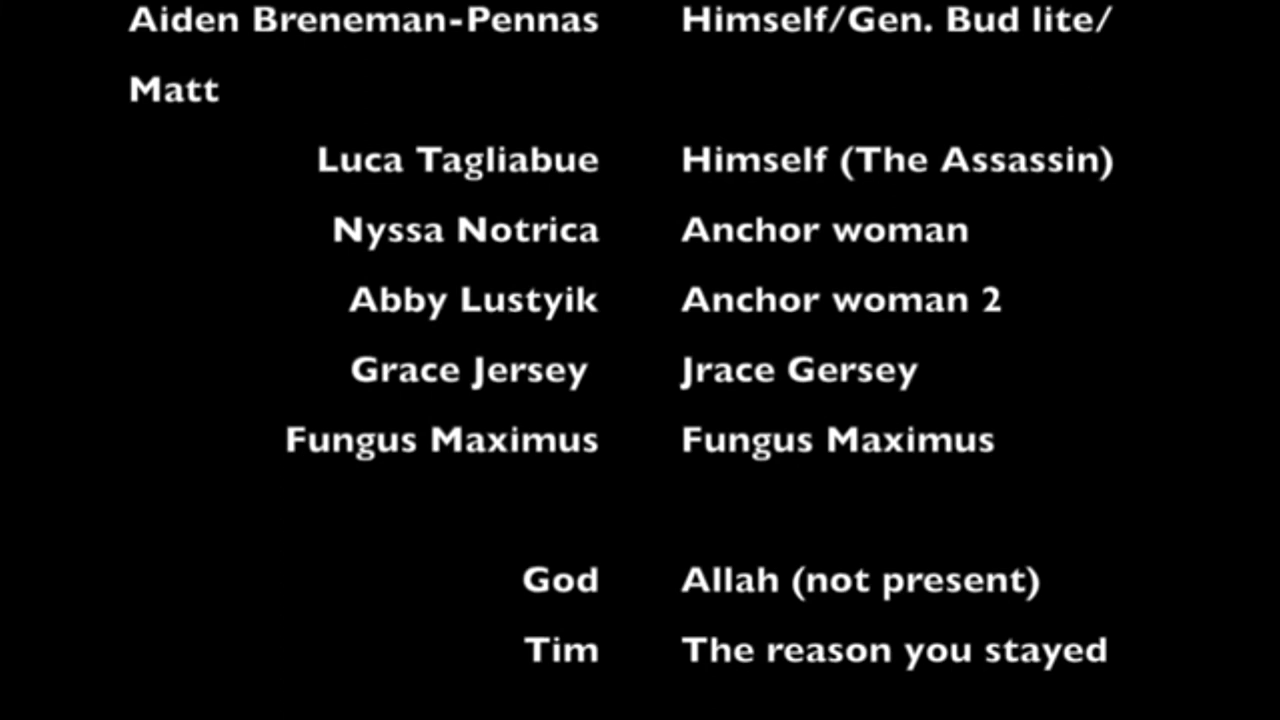 Aiden Breneman-Pennas Himself/Gen. Bud lite/
Matt
Luca Tagliabue Himself (The Assassin)
Nyssa Notrica Anchor woman
Abby Lustyik Anchor woman 2
Grace Jersey Jrace Gersey
Fungus Maximus Fungus Maximus
God Allah (not present)
Tim The reason you stayed